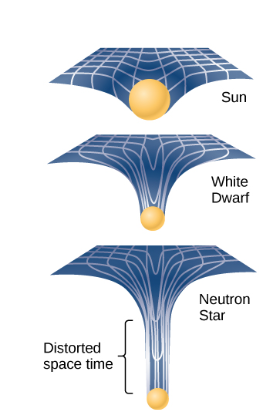 Sun
White
Dwarf
Neutron
Star
Distorted
space time